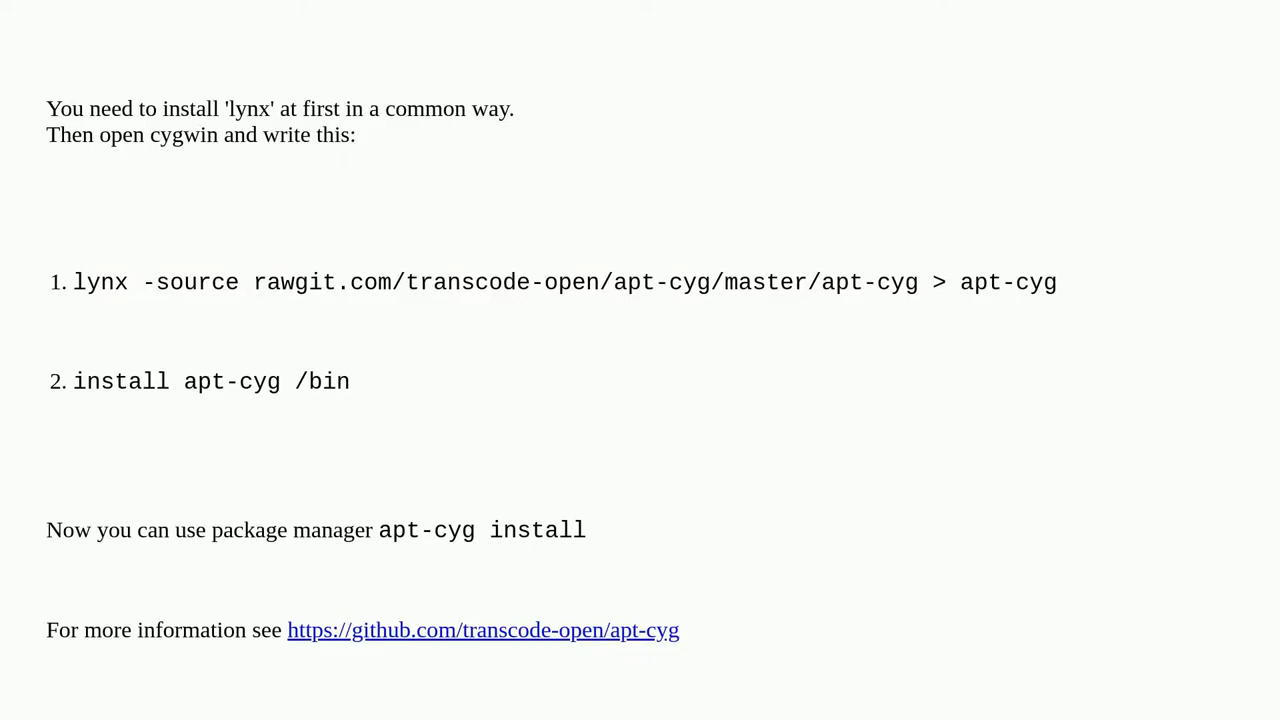 You need to install 'lynx' at first in a common way.
Then open cygwin and write this:
1. lynx -source rawgit.com/transcode-open/apt-cyg/master/apt-cyg > apt-cyg
2. install apt-cyg /bin
Now you can use package manager apt-cyg install
For more information see https://github.com/transcode-open/apt-cyg